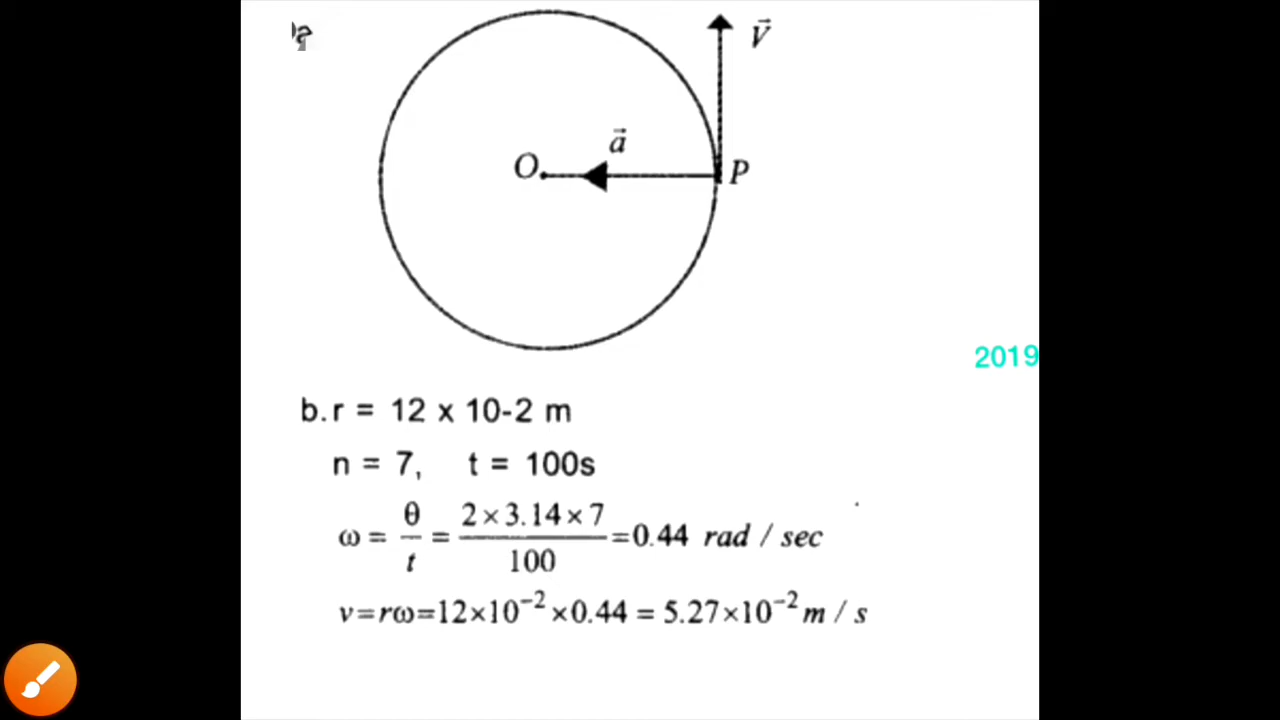 V⃗
a⃗
O
P
2019
b. r = 12 x 10-2 m
n = 7, t = 100s
ω = θ/t = 2×3.14×7/100 =0.44 rad / sec
v=rω=12×10⁻²×0.44 = 5.27×10⁻² m / s